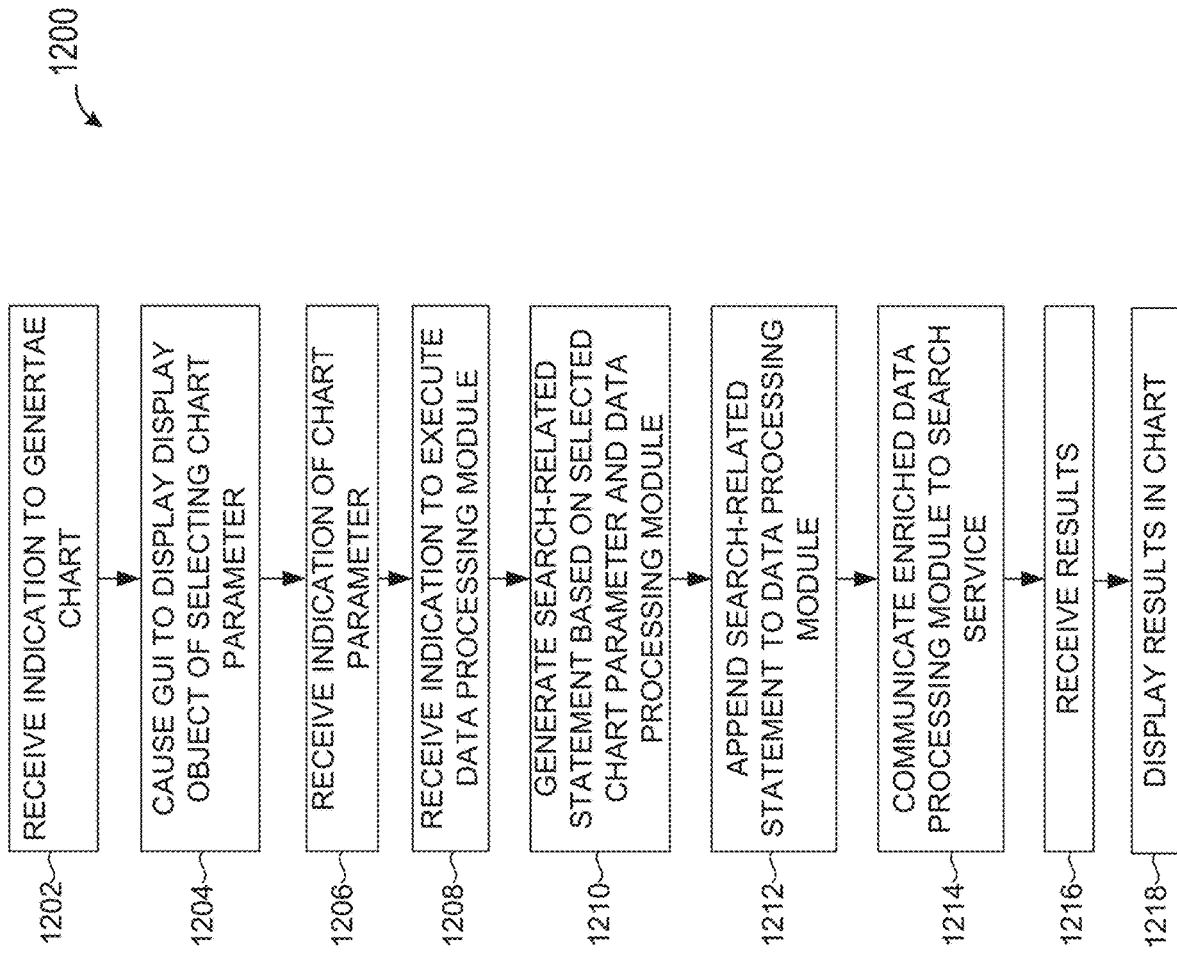 1200
1202
RECEIVE INDICATION TO GENERTAE
CHART
1204
CAUSE GUI TO DISPLAY DISPLAY
OBJECT OF SELECTING CHART
PARAMETER
1206
RECEIVE INDICATION OF CHART
PARAMETER
1208
RECEIVE INDICATION TO EXECUTE
DATA PROCESSING MODULE
1210
GENERATE SEARCH-RELATED
STATEMENT BASED ON SELECTED
CHART PARAMETER AND DATA
PROCESSING MODULE
1212
APPEND SEARCH-RELATED
STATEMENT TO DATA PROCESSING
MODULE
1214
COMMUNICATE ENRICHED DATA
PROCESSING MODULE TO SEARCH
SERVICE
1216
RECEIVE RESULTS
1218
DISPLAY RESULTS IN CHART